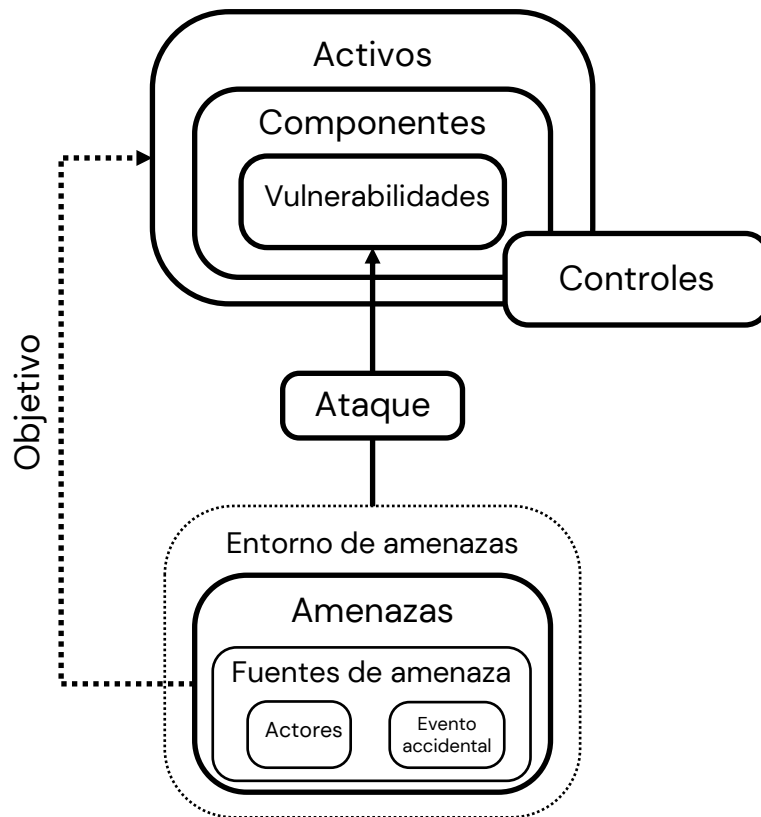 Activos
Componentes
Vulnerabilidades
Controles
Objetivo
Ataque
Entorno de amenazas
Amenazas
Fuentes de amenaza
Actores
Evento
accidental